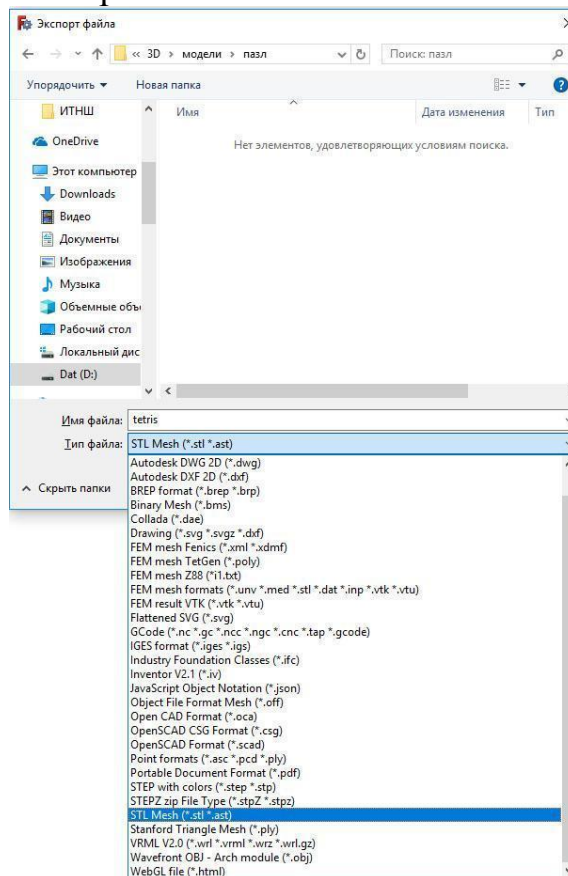 Экспорт файла
« 3D › модели › пазл
Поиск: пазл
Упорядочить
Новая папка
ИТНШ
Имя
Дата изменения
Тип
OneDrive
Нет элементов, удовлетворяющих условиям поиска.
Этот компьютер
Downloads
Видео
Документы
Изображения
Музыка
Объемные объ
Рабочий стол
Локальный дис
Dat (D:)
Имя файла: tetris
Тип файла: STL Mesh (*.stl *.ast)
Скрыть папки
Autodesk DWG 2D (*.dwg)
Autodesk DXF 2D (*.dxf)
BREP format (*.brep *.brp)
Binary Mesh (*.bms)
Collada (*.dae)
Drawing (*.svg *.svgz *.dxf)
FEM mesh Fenics (*.xml *.xdmf)
FEM mesh TetGen (*.poly)
FEM mesh Z88 (*i1.txt)
FEM mesh formats (*.unv *.med *.stl *.dat *.inp *.vtk *.vtu)
FEM result VTK (*.vtk *.vtu)
Flattened SVG (*.svg)
GCode (*.nc *.gc *.ncc *.ngc *.cnc *.tap *.gcode)
IGES format (*.iges *.igs)
Industry Foundation Classes (*.ifc)
Inventor V2.1 (*.iv)
JavaScript Object Notation (*.json)
Object File Format Mesh (*.off)
Open CAD Format (*.oca)
OpenSCAD CSG Format (*.csg)
OpenSCAD Format (*.scad)
Point formats (*.asc *.pcd *.ply)
Portable Document Format (*.pdf)
STEP with colors (*.step *.stp)
STEPZ zip File Type (*.stpZ *.stpz)
STL Mesh (*.stl *.ast)
Stanford Triangle Mesh (*.ply)
VRML V2.0 (*.wrl *.vrml *.wrz *.wrl.gz)
Wavefront OBJ - Arch module (*.obj)
WebGL file (*.html)